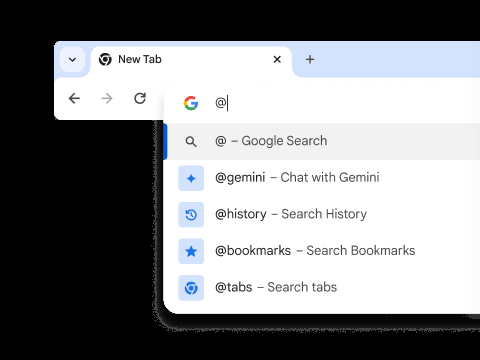 New Tab
@
@ – Google Search
@gemini – Chat with Gemini
@history – Search History
@bookmarks – Search Bookmarks
@tabs – Search tabs